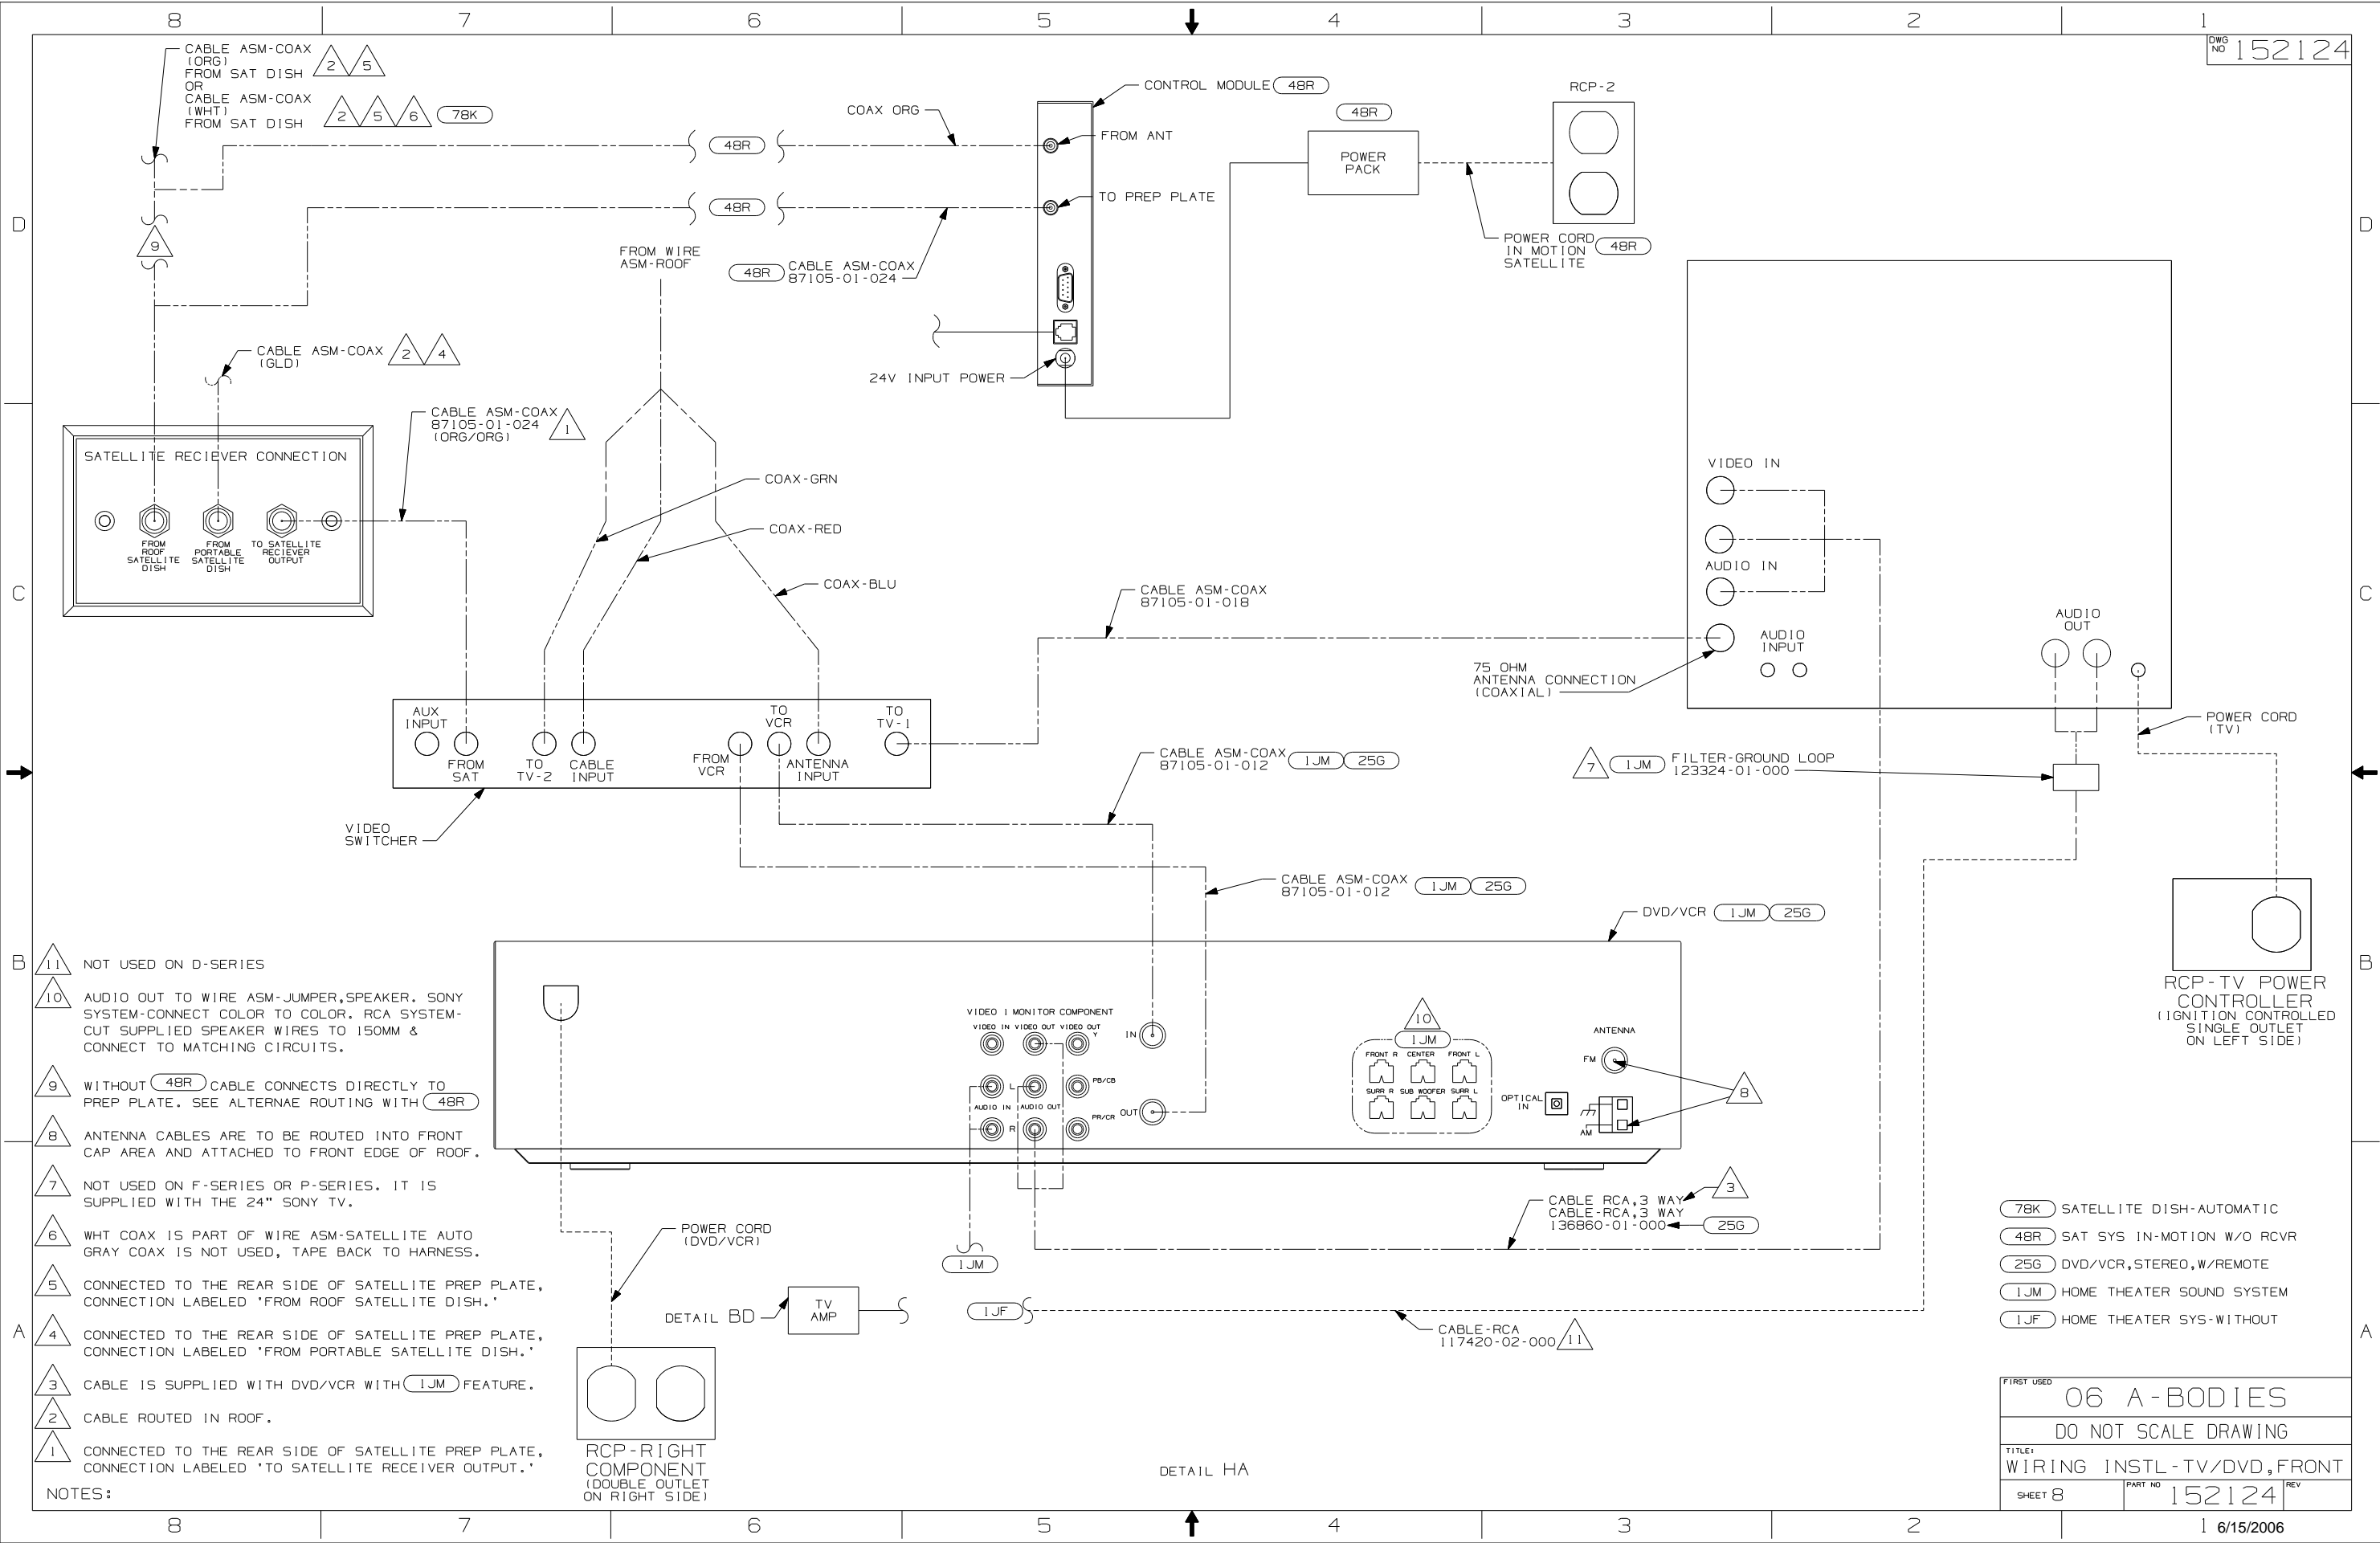 8 7 6 5 4 3 2 1
DWG NO 152124
CABLE ASM-COAX
(ORG)
FROM SAT DISH 2 5
OR
CABLE ASM-COAX
(WHT)
FROM SAT DISH 2 5 6 78K
48R
48R
COAX ORG
CONTROL MODULE 48R
FROM ANT
TO PREP PLATE
48R
POWER
PACK
RCP-2
POWER CORD
IN MOTION
SATELLITE
48R
D
D
9
FROM WIRE
ASM-ROOF
48R CABLE ASM-COAX
87105-01-024
24V INPUT POWER
CABLE ASM-COAX 2 4
(GLD)
CABLE ASM-COAX
87105-01-024 1
(ORG/ORG)
SATELLITE RECIEVER CONNECTION
FROM
ROOF
SATELLITE
DISH
FROM
PORTABLE
SATELLITE
DISH
TO SATELLITE
RECIEVER
OUTPUT
COAX-GRN
COAX-RED
COAX-BLU
C
C
CABLE ASM-COAX
87105-01-018
VIDEO IN
AUDIO IN
AUDIO
INPUT
75 OHM
ANTENNA CONNECTION
(COAXIAL)
AUDIO
OUT
POWER CORD
(TV)
AUX
INPUT
FROM
SAT
TO
TV-2
CABLE
INPUT
FROM
VCR
TO
VCR
ANTENNA
INPUT
TO
TV-1
VIDEO
SWITCHER
CABLE ASM-COAX 1JM 25G
87105-01-012
7 1JM FILTER-GROUND LOOP
123324-01-000
CABLE ASM-COAX 1JM 25G
87105-01-012
DVD/VCR 1JM 25G
RCP-TV POWER
CONTROLLER
(IGNITION CONTROLLED
SINGLE OUTLET
ON LEFT SIDE)
B
B
VIDEO 1 MONITOR COMPONENT
VIDEO IN VIDEO OUT VIDEO OUT
Y
L
PB/CB
AUDIO IN AUDIO OUT
R
PR/CR
IN
OUT
10
1JM
FRONT R CENTER FRONT L
SURR R SUB WOOFER SURR L
OPTICAL
IN
ANTENNA
FM
AM
8
CABLE RCA,3 WAY 3
CABLE-RCA,3 WAY
136860-01-000 25G
POWER CORD
(DVD/VCR)
1JM
DETAIL BD
TV
AMP
1JF
CABLE-RCA
117420-02-000 11
RCP-RIGHT
COMPONENT
(DOUBLE OUTLET
ON RIGHT SIDE)
DETAIL HA
11 NOT USED ON D-SERIES
10 AUDIO OUT TO WIRE ASM-JUMPER,SPEAKER. SONY
SYSTEM-CONNECT COLOR TO COLOR. RCA SYSTEM-
CUT SUPPLIED SPEAKER WIRES TO 150MM &
CONNECT TO MATCHING CIRCUITS.
9 WITHOUT 48R CABLE CONNECTS DIRECTLY TO
PREP PLATE. SEE ALTERNAE ROUTING WITH 48R
8 ANTENNA CABLES ARE TO BE ROUTED INTO FRONT
CAP AREA AND ATTACHED TO FRONT EDGE OF ROOF.
7 NOT USED ON F-SERIES OR P-SERIES. IT IS
SUPPLIED WITH THE 24" SONY TV.
6 WHT COAX IS PART OF WIRE ASM-SATELLITE AUTO
GRAY COAX IS NOT USED, TAPE BACK TO HARNESS.
5 CONNECTED TO THE REAR SIDE OF SATELLITE PREP PLATE,
CONNECTION LABELED 'FROM ROOF SATELLITE DISH.'
4 CONNECTED TO THE REAR SIDE OF SATELLITE PREP PLATE,
CONNECTION LABELED 'FROM PORTABLE SATELLITE DISH.'
3 CABLE IS SUPPLIED WITH DVD/VCR WITH 1JM FEATURE.
2 CABLE ROUTED IN ROOF.
1 CONNECTED TO THE REAR SIDE OF SATELLITE PREP PLATE,
CONNECTION LABELED 'TO SATELLITE RECEIVER OUTPUT.'
NOTES:
A
A
78K SATELLITE DISH-AUTOMATIC
48R SAT SYS IN-MOTION W/O RCVR
25G DVD/VCR,STEREO,W/REMOTE
1JM HOME THEATER SOUND SYSTEM
1JF HOME THEATER SYS-WITHOUT
FIRST USED
06 A-BODIES
DO NOT SCALE DRAWING
TITLE:
WIRING INSTL-TV/DVD,FRONT
SHEET 8 PART NO 152124 REV
8 7 6 5 4 3 2 1
6/15/2006